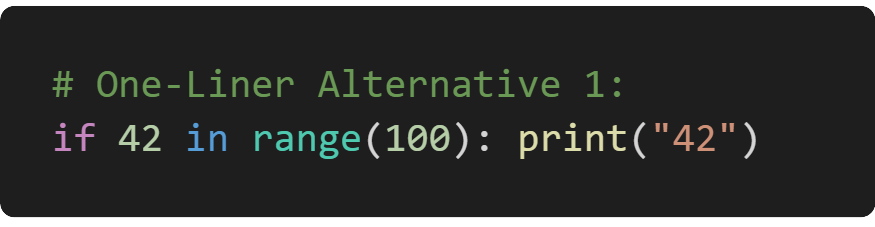 # One-Liner Alternative 1:
if 42 in range(100): print("42")